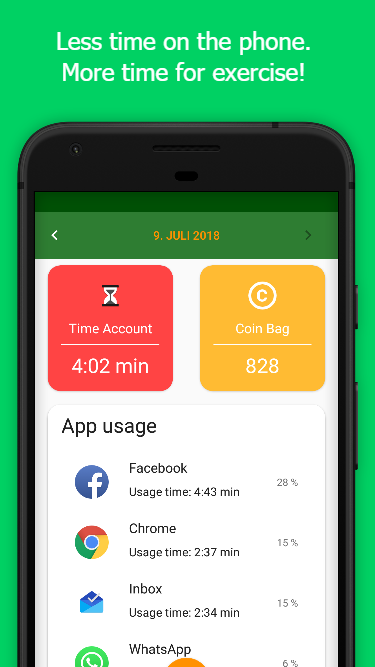 Less time on the phone.
More time for exercise!
9. JULI 2018
Time Account
4:02 min
C
Coin Bag
828
App usage
Facebook
Usage time: 4:43 min
28 %
Chrome
Usage time: 2:37 min
15 %
Inbox
Usage time: 2:34 min
15 %
WhatsApp
6 %